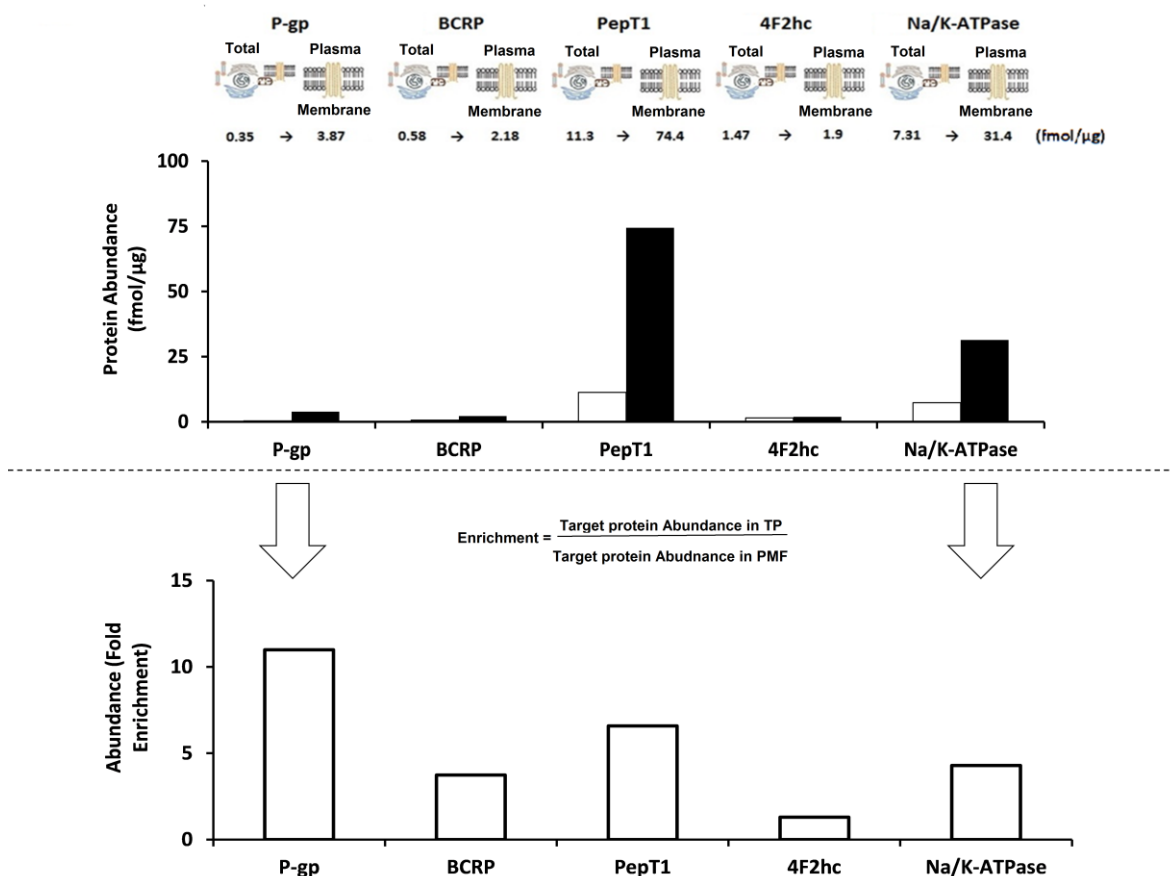 P-gp BCRP PepT1 4F2hc Na/K-ATPase
Total Plasma Total Plasma Total Plasma Total Plasma Total Plasma
Membrane Membrane Membrane Membrane Membrane
0.35 → 3.87 0.58 → 2.18 11.3 → 74.4 1.47 → 1.9 7.31 → 31.4 (fmol/µg)
100
75
50
25
0
Protein Abundance
(fmol/µg)
P-gp BCRP PepT1 4F2hc Na/K-ATPase
Enrichment = Target protein Abundance in TP
Target protein Abudnance in PMF
15
10
5
0
Abundance (Fold
Enrichment)
P-gp BCRP PepT1 4F2hc Na/K-ATPase